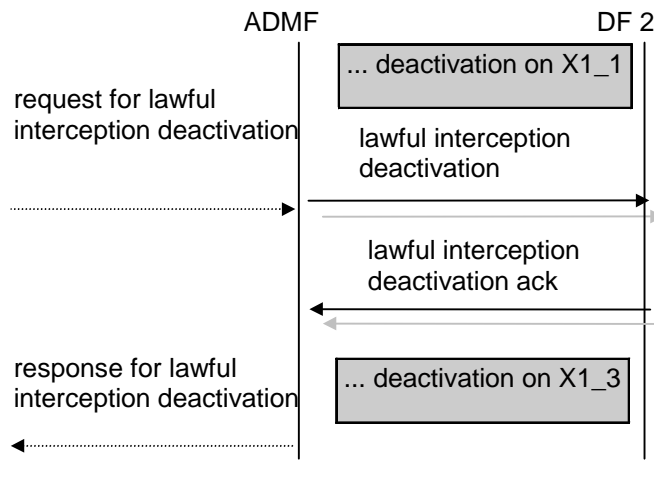 ADMF
DF 2
... deactivation on X1_1
request for lawful
interception deactivation
lawful interception
deactivation
lawful interception
deactivation ack
response for lawful
interception deactivation
... deactivation on X1_3